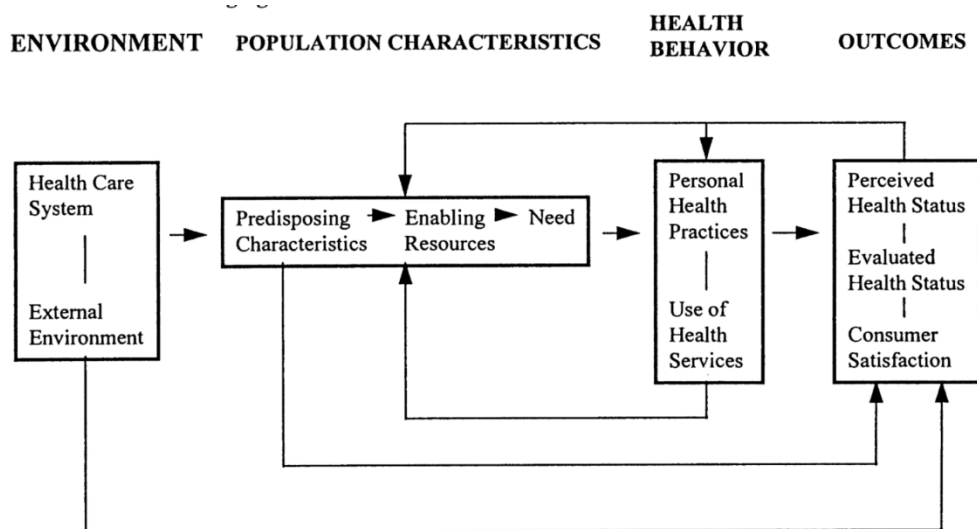 ENVIRONMENT
POPULATION CHARACTERISTICS
HEALTH
BEHAVIOR
OUTCOMES
Health Care
System
External
Environment
Predisposing
Characteristics
Enabling
Resources
Need
Personal
Health
Practices
Use of
Health
Services
Perceived
Health Status
Evaluated
Health Status
Consumer
Satisfaction